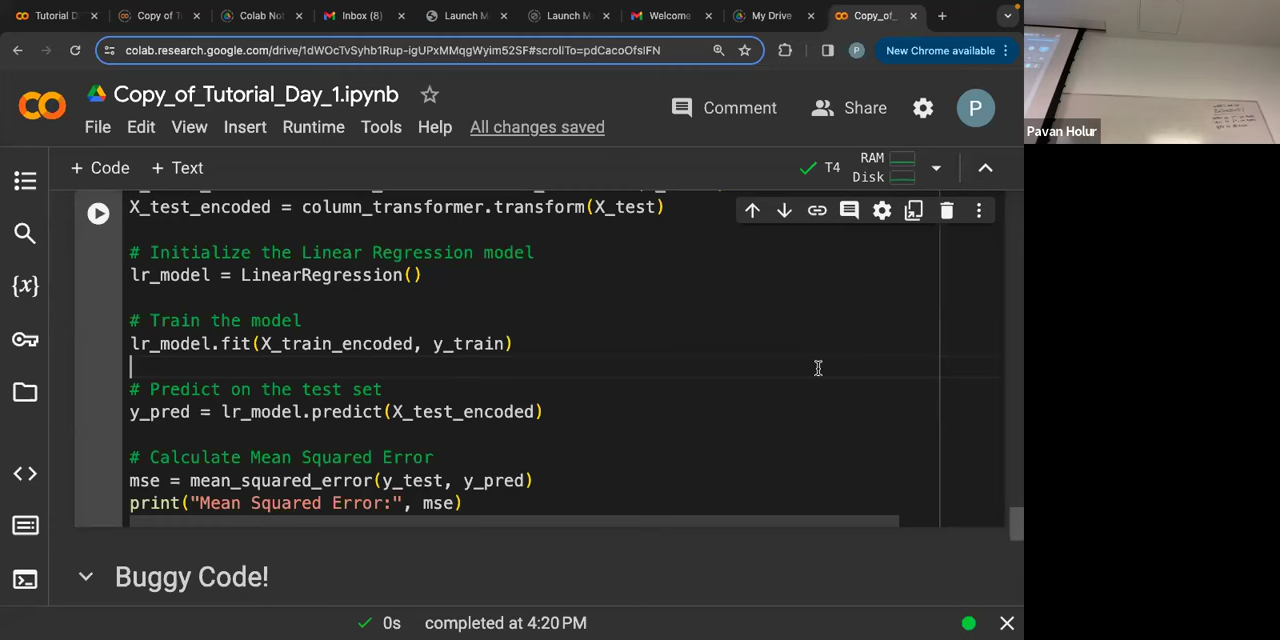 Tutorial D
Copy of T
Colab Not
Inbox (8)
Launch M
Launch M
Welcome
My Drive
Copy_of_
colab.research.google.com/drive/1dWOcTvSyhb1Rup-igUPxMMqgWyim52SF#scrollTo=pdCacoOfsIFN
P
New Chrome available
CO
Copy_of_Tutorial_Day_1.ipynb
Comment
Share
P
File Edit View Insert Runtime Tools Help All changes saved
+ Code + Text
T4
RAM
Disk
X_test_encoded = column_transformer.transform(X_test)
# Initialize the Linear Regression model
lr_model = LinearRegression()
# Train the model
lr_model.fit(X_train_encoded, y_train)
# Predict on the test set
y_pred = lr_model.predict(X_test_encoded)
# Calculate Mean Squared Error
mse = mean_squared_error(y_test, y_pred)
print("Mean Squared Error:", mse)
Buggy Code!
0s completed at 4:20 PM
Pavan Holur